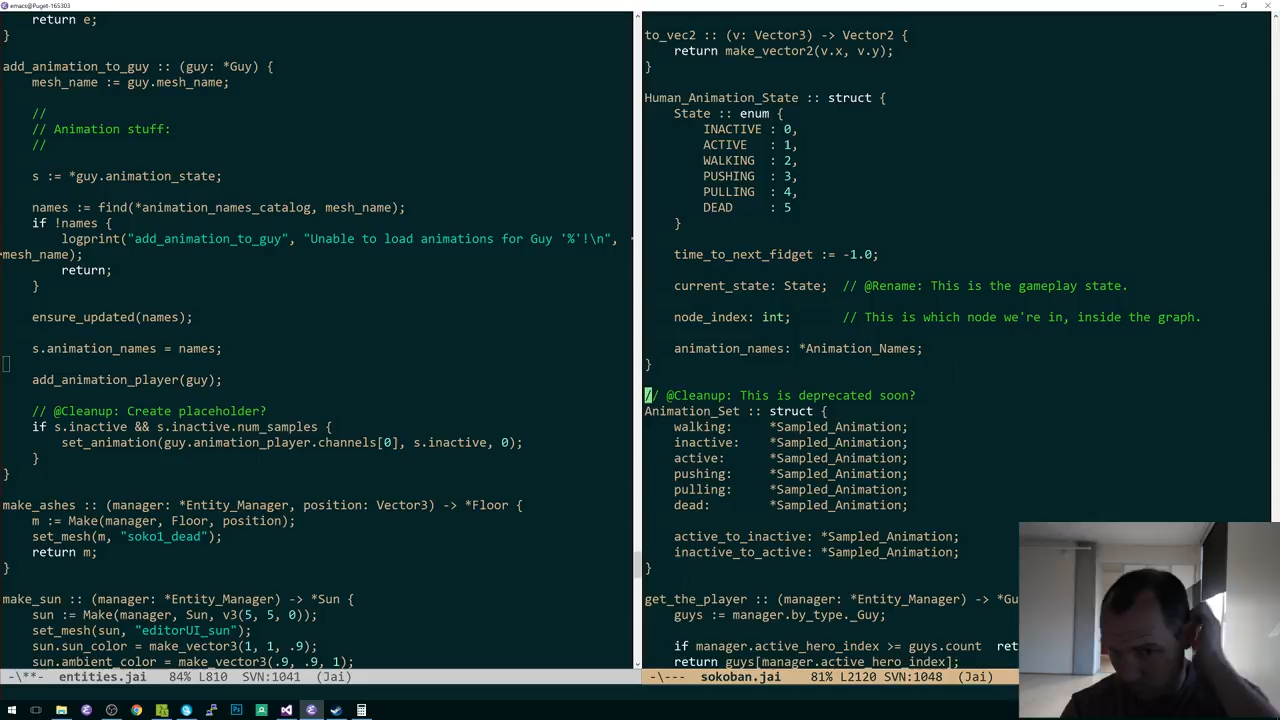 emacs@Puget-165303
    return e;
}
add_animation_to_guy :: (guy: *Guy) {
    mesh_name := guy.mesh_name;
    //
    // Animation stuff:
    //
    s := *guy.animation_state;
    names := find(*animation_names_catalog, mesh_name);
    if !names {
        logprint("add_animation_to_guy", "Unable to load animations for Guy '%'!\n",
mesh_name);
        return;
    }
    ensure_updated(names);
    s.animation_names = names;
    add_animation_player(guy);
    // @Cleanup: Create placeholder?
    if s.inactive && s.inactive.num_samples {
        set_animation(guy.animation_player.channels[0], s.inactive, 0);
    }
}
make_ashes :: (manager: *Entity_Manager, position: Vector3) -> *Floor {
    m := Make(manager, Floor, position);
    set_mesh(m, "soko1_dead");
    return m;
}
make_sun :: (manager: *Entity_Manager) -> *Sun {
    sun := Make(manager, Sun, v3(5, 5, 0));
    set_mesh(sun, "editorUI_sun");
    sun.sun_color = make_vector3(1, 1, .9);
    sun.ambient_color = make_vector3(.9, .9, 1);
-\**-  entities.jai    84% L810  SVN:1041  (Jai)
to_vec2 :: (v: Vector3) -> Vector2 {
    return make_vector2(v.x, v.y);
}
Human_Animation_State :: struct {
    State :: enum {
        INACTIVE : 0,
        ACTIVE   : 1,
        WALKING  : 2,
        PUSHING  : 3,
        PULLING  : 4,
        DEAD     : 5
    }
    time_to_next_fidget := -1.0;
    current_state: State;  // @Rename: This is the gameplay state.
    node_index: int;       // This is which node we're in, inside the graph.
    animation_names: *Animation_Names;
}
// @Cleanup: This is deprecated soon?
Animation_Set :: struct {
    walking:     *Sampled_Animation;
    inactive:    *Sampled_Animation;
    active:      *Sampled_Animation;
    pushing:     *Sampled_Animation;
    pulling:     *Sampled_Animation;
    dead:        *Sampled_Animation;
    active_to_inactive: *Sampled_Animation;
    inactive_to_active: *Sampled_Animation;
}
get_the_player :: (manager: *Entity_Manager) -> *Gu
    guys := manager.by_type._Guy;
    if manager.active_hero_index >= guys.count  ret
    return guys[manager.active_hero_index];
-\---  sokoban.jai    81% L2120 SVN:1048  (Jai)